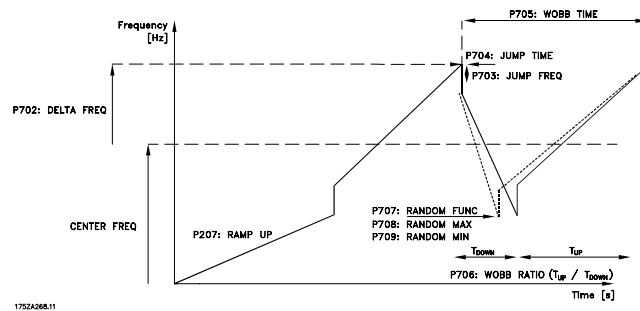 P705: WOBB TIME
Frequency
[Hz]
P704: JUMP TIME
P703: JUMP FREQ
P702: DELTA FREQ
CENTER FREQ
P207: RAMP UP
P707: RANDOM FUNC
P708: RANDOM MAX
P709: RANDOM MIN
TDOWN
TUP
P706: WOBB RATIO (TUP / TDOWN)
Time [s]
175ZA268.11